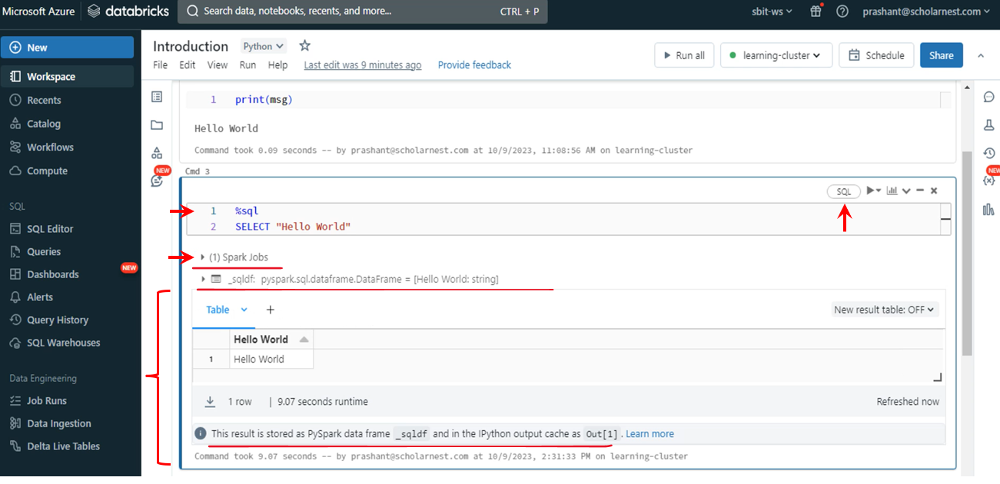 Microsoft Azure databricks Search data, notebooks, recents, and more... CTRL + P sbit-ws prashant@scholarnest.com
New
Workspace
Recents
Catalog
Workflows
Compute
SQL
SQL Editor
Queries
Dashboards NEW
Alerts
Query History
SQL Warehouses
Data Engineering
Job Runs
Data Ingestion
Delta Live Tables
Introduction Python
File Edit View Run Help Last edit was 9 minutes ago Provide feedback
Run all learning-cluster Schedule Share
NEW
1 print(msg)
Hello World
Command took 0.09 seconds -- by prashant@scholarnest.com at 10/9/2023, 11:08:56 AM on learning-cluster
Cmd 3
SQL
1 %sql
2 SELECT "Hello World"
(1) Spark Jobs
_sqldf: pyspark.sql.dataframe.DataFrame = [Hello World: string]
Table + New result table: OFF
Hello World
1 Hello World
1 row | 9.07 seconds runtime Refreshed now
This result is stored as PySpark data frame _sqldf and in the IPython output cache as Out[1] . Learn more
Command took 9.07 seconds -- by prashant@scholarnest.com at 10/9/2023, 2:31:33 PM on learning-cluster
NEW